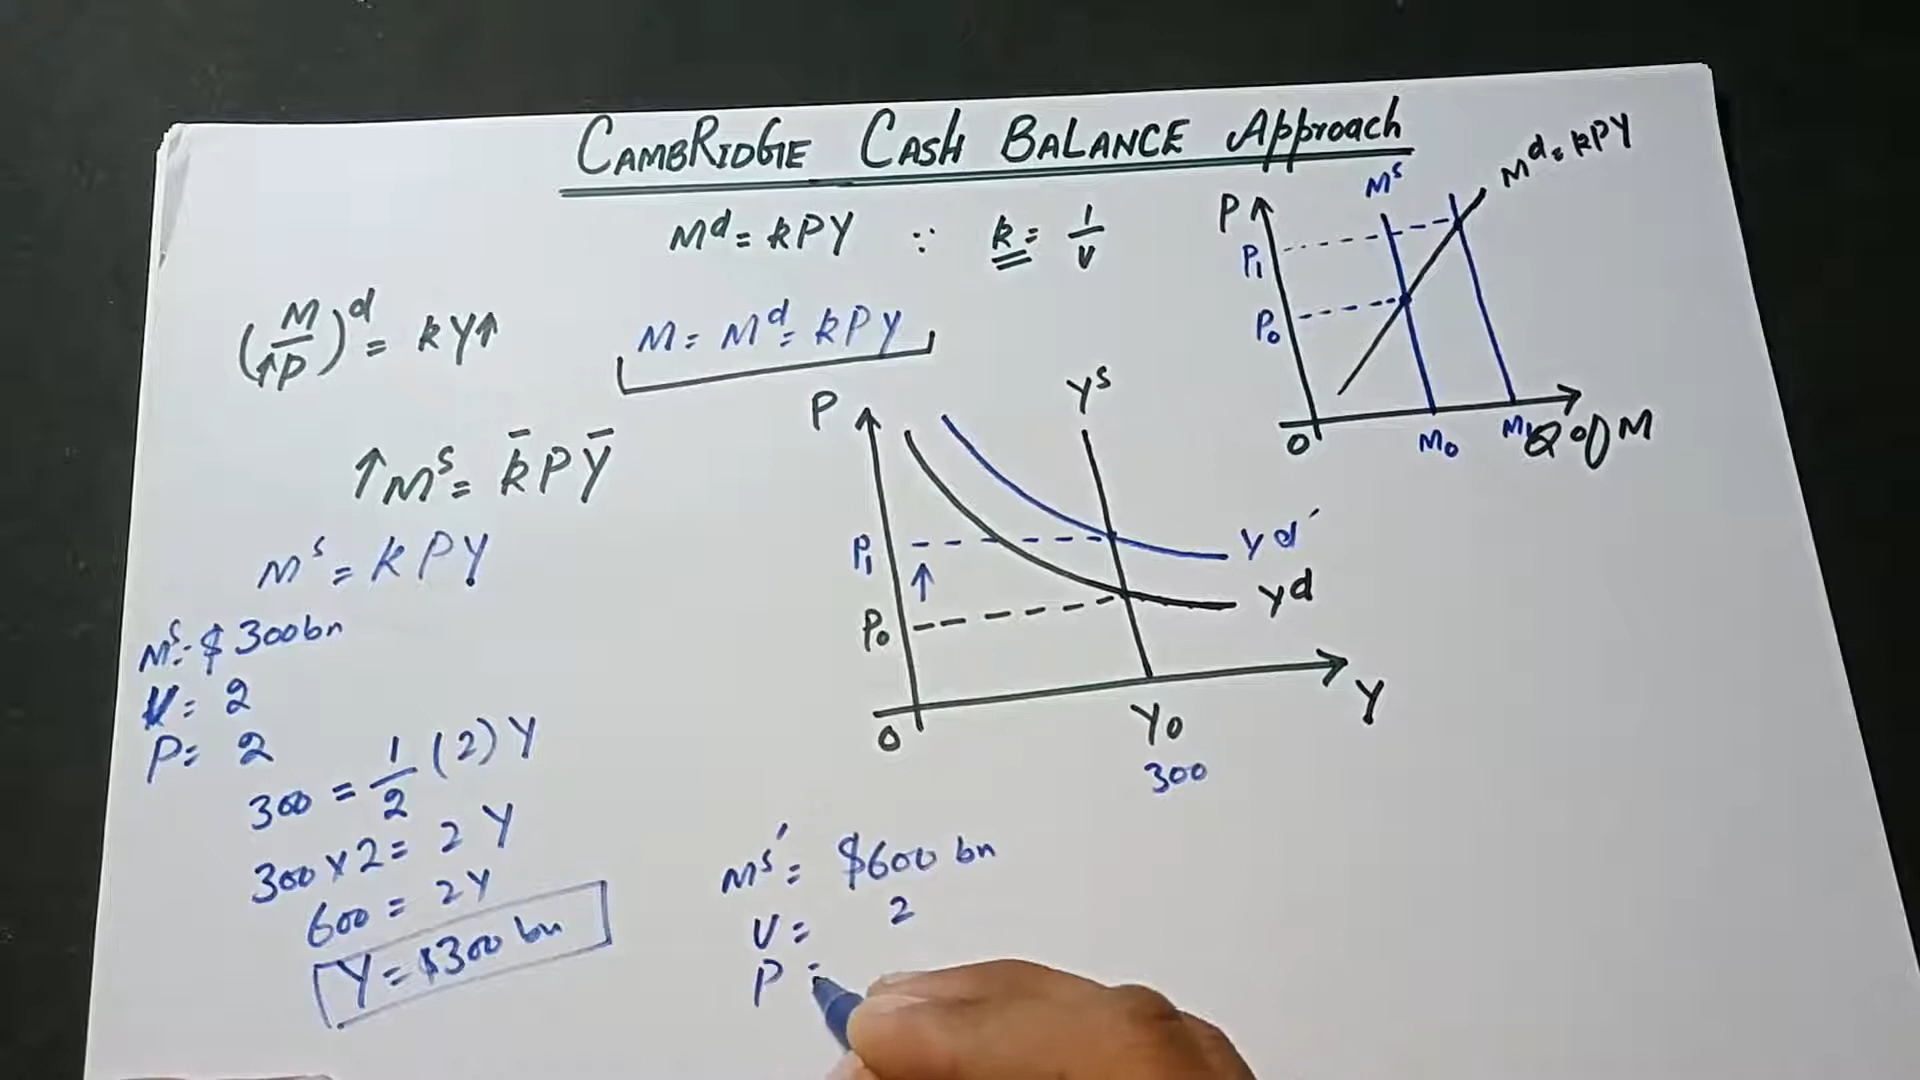 CAMBRIDGE CASH BALANCE Approach
Mᵈ = kPY ∵ k = 1/V
(M/↑P)ᵈ = kY↑
M = Mᵈ = kPY
↑Mˢ = k̄PȲ
Mˢ = kPY
Mˢ = $300bn
V = 2
P = 2
300 = 1/2 (2) Y
300 x 2 = 2Y
600 = 2Y
Y = $300 bn
P
Mˢ
Mᵈ = kPY
P₁
P₀
0
M₀
M₁
Q of M
P
Yˢ
P₁
↑
P₀
Yᵈ′
Yᵈ
0
Y₀
Y
300
Mˢ′ = $600 bn
V = 2
P =